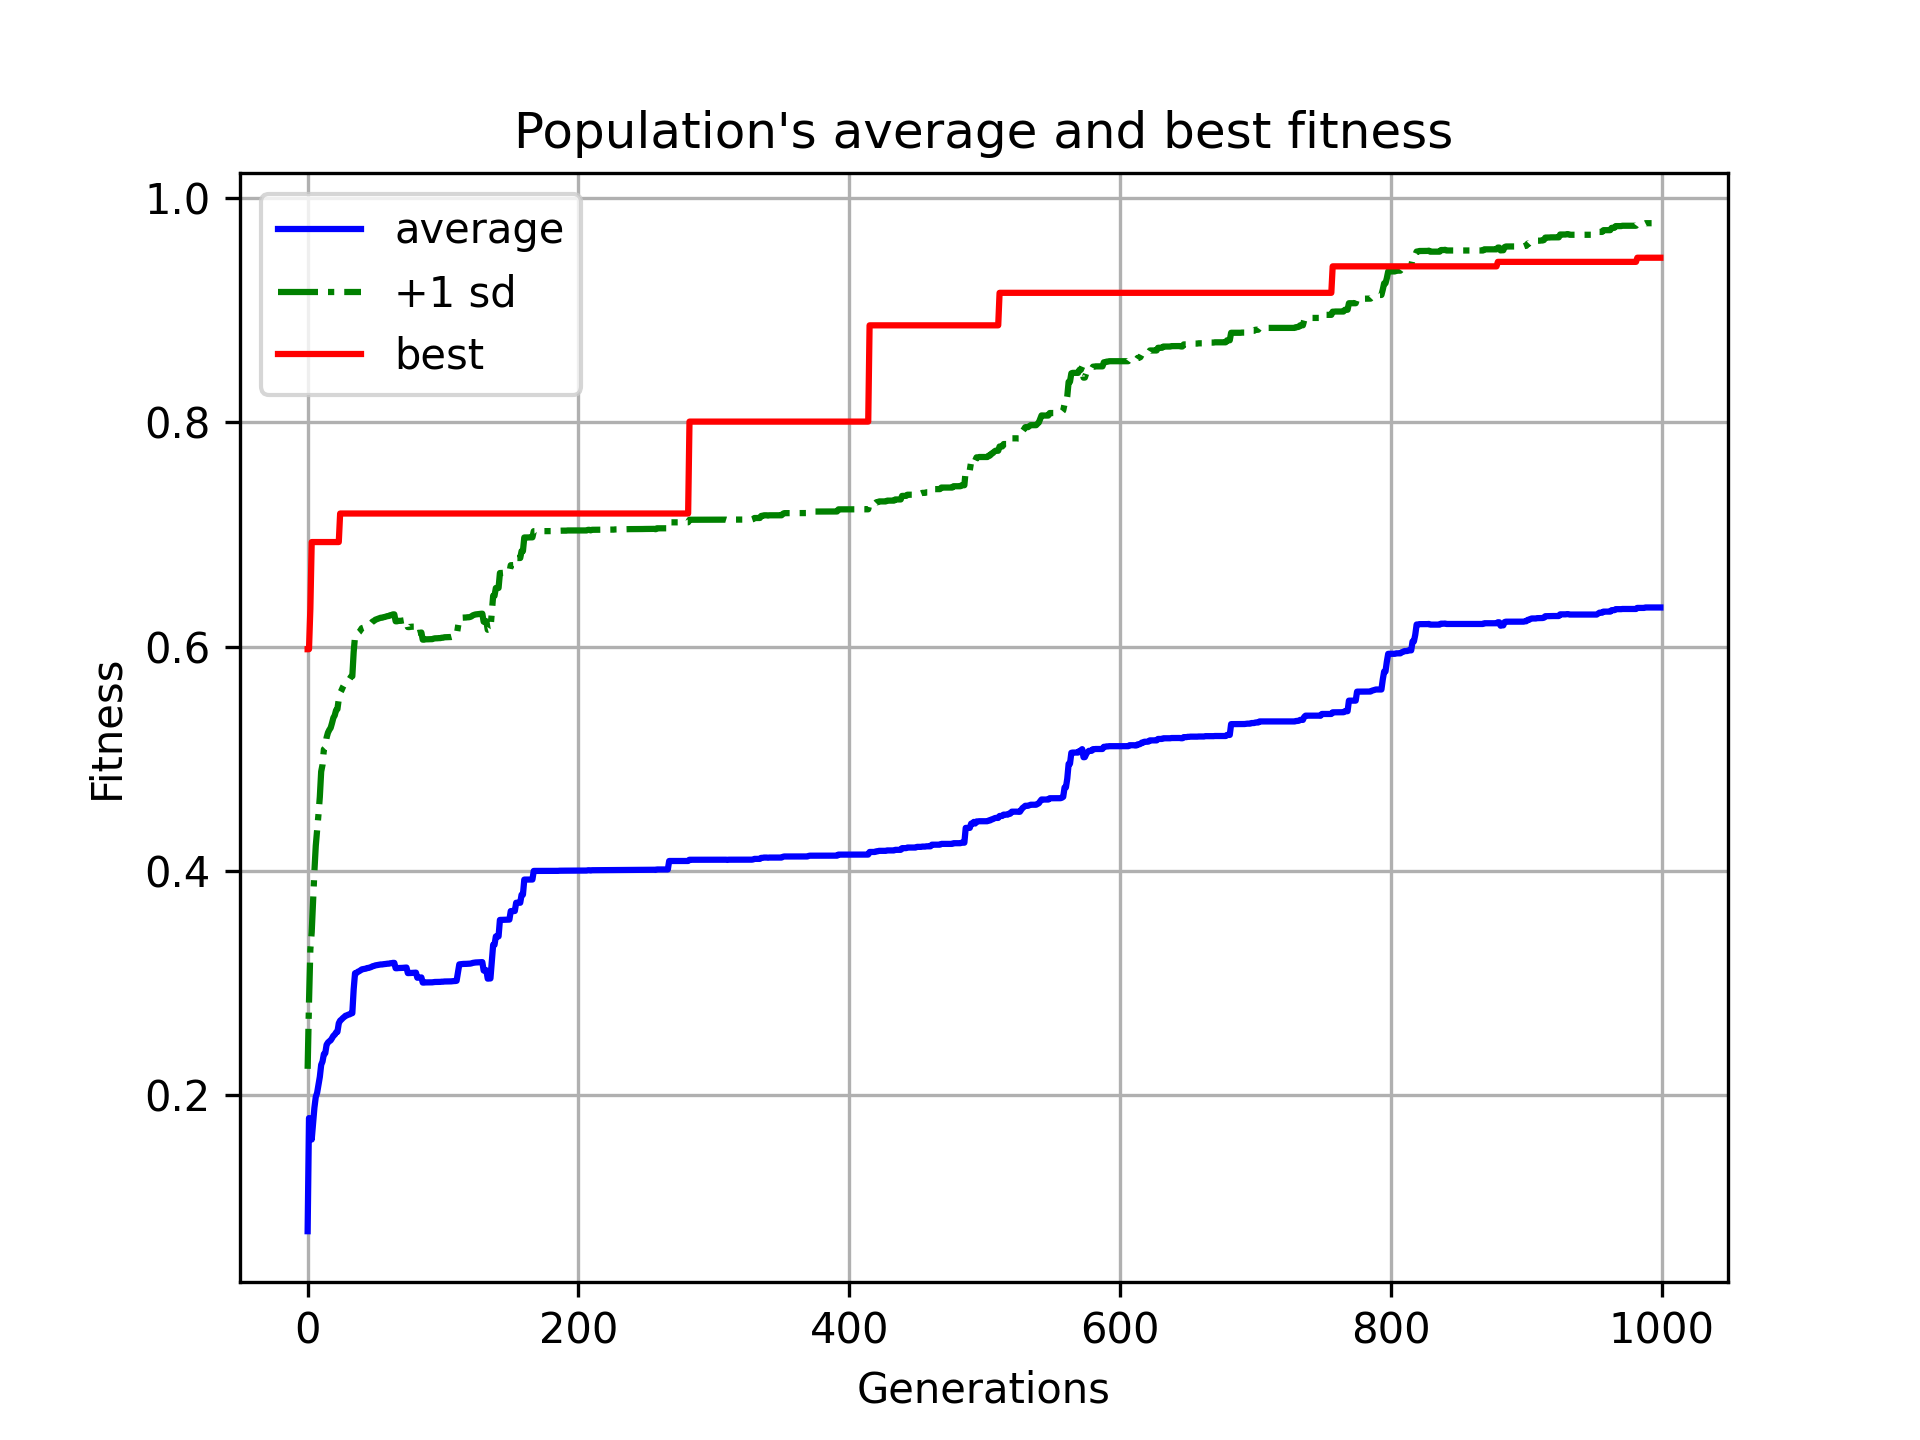 Population's average and best fitness
average
+1 sd
best
Fitness
1.0
0.8
0.6
0.4
0.2
0 200 400 600 800 1000
Generations